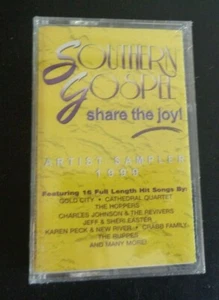 SOUTHERN
GOSPEL
share the joy!
ARTIST SAMPLER
1999
Featuring 16 Full Length Hit Songs By:
GOLD CITY • CATHEDRAL QUARTET
THE HOPPERS
CHARLES JOHNSON & THE REVIVERS
JEFF & SHERI EASTER
KAREN PECK & NEW RIVER • CRABB FAMILY
THE RUPPES
AND MANY MORE!